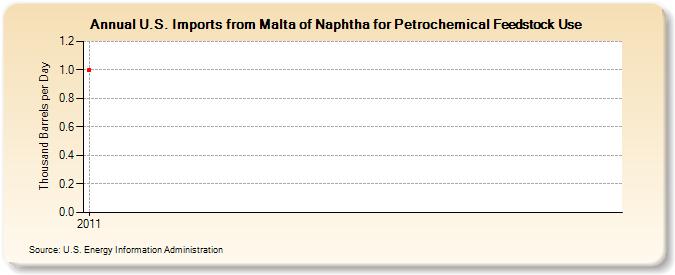 Annual U.S. Imports from Malta of Naphtha for Petrochemical Feedstock Use
Thousand Barrels per Day
1.2
1.0
0.8
0.6
0.4
0.2
0.0
2011
Source: U.S. Energy Information Administration